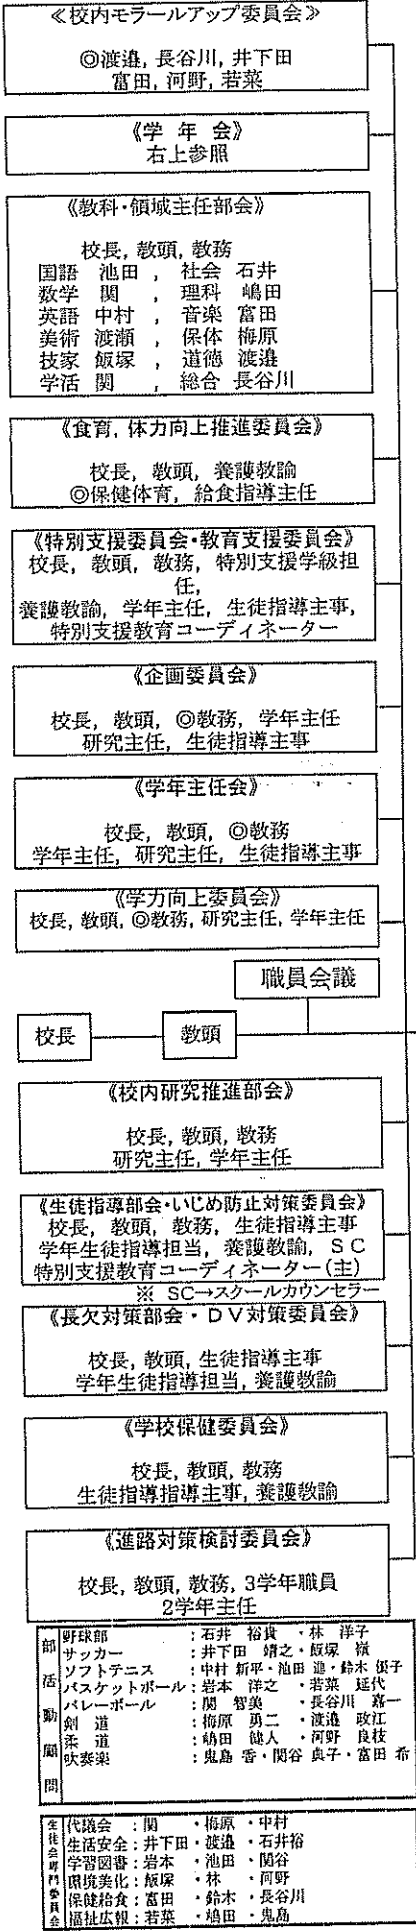 ≪校内モラールアップ委員会≫
◎渡邉, 長谷川, 井下田
富田, 河野, 若菜
《学 年 会》
右上参照
《教科・領域主任部会》
校長, 教頭, 教務
国語 池田 , 社会 石井
数学 関 , 理科 嶋田
英語 中村 , 音楽 富田
美術 渡瀬 , 保体 梅原
技家 飯塚 , 道徳 渡邉
学活 関 , 総合 長谷川
《食育, 体力向上推進委員会》
校長, 教頭, 養護教諭
◎保健体育, 給食指導主任
《特別支援委員会・教育支援委員会》
校長, 教頭, 教務, 特別支援学級担
任,
養護教諭, 学年主任, 生徒指導主事,
特別支援教育コーディネーター
《企画委員会》
校長, 教頭, ◎教務, 学年主任
研究主任, 生徒指導主事
《学年主任会》
校長, 教頭, ◎教務
学年主任, 研究主任, 生徒指導主事
《学力向上委員会》
校長, 教頭, ◎教務, 研究主任, 学年主任
職員会議
校長 教頭
《校内研究推進部会》
校長, 教頭, 教務
研究主任, 学年主任
《生徒指導部会・いじめ防止対策委員会》
校長, 教頭, 教務, 生徒指導主事
学年生徒指導担当, 養護教諭, SC
特別支援教育コーディネーター(主)
※ SC→スクールカウンセラー
《長欠対策部会・DV対策委員会》
校長, 教頭, 生徒指導主事
学年生徒指導担当, 養護教諭
《学校保健委員会》
校長, 教頭, 教務
生徒指導指導主事, 養護教諭
《進路対策検討委員会》
校長, 教頭, 教務, 3学年職員
2学年主任
部活動顧問
野球部 : 石井 裕貴 ・林 洋子
サッカー : 井下田 靖之・飯塚 嶺
ソフトテニス : 中村 新平・池田 進・鈴木 優子
バスケットボール : 岩本 洋之 ・若菜 延代
バレーボール : 関 智美 ・長谷川 嘉一
剣 道 : 梅原 勇二 ・渡邉 政江
柔 道 : 嶋田 健人 ・河野 良枝
吹奏楽 : 鬼島 香・関谷 典子・富田 希
生徒会専門委員会
代議会 : 関 ・梅原 ・中村
生活安全 : 井下田・渡邉 ・石井裕
学習図書 : 岩本 ・池田 ・関谷
環境美化 : 飯塚 ・林 ・河野
保健給食 : 富田 ・鈴木 ・長谷川
福祉広報 : 若菜 ・嶋田 ・鬼島